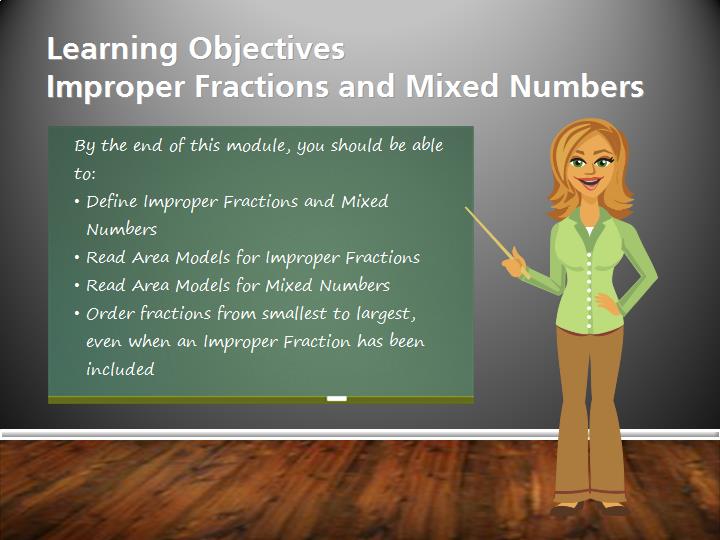 Learning Objectives
Improper Fractions and Mixed Numbers
By the end of this module, you should be able
to:
• Define Improper Fractions and Mixed
Numbers
• Read Area Models for Improper Fractions
• Read Area Models for Mixed Numbers
• Order fractions from smallest to largest,
even when an Improper Fraction has been
included